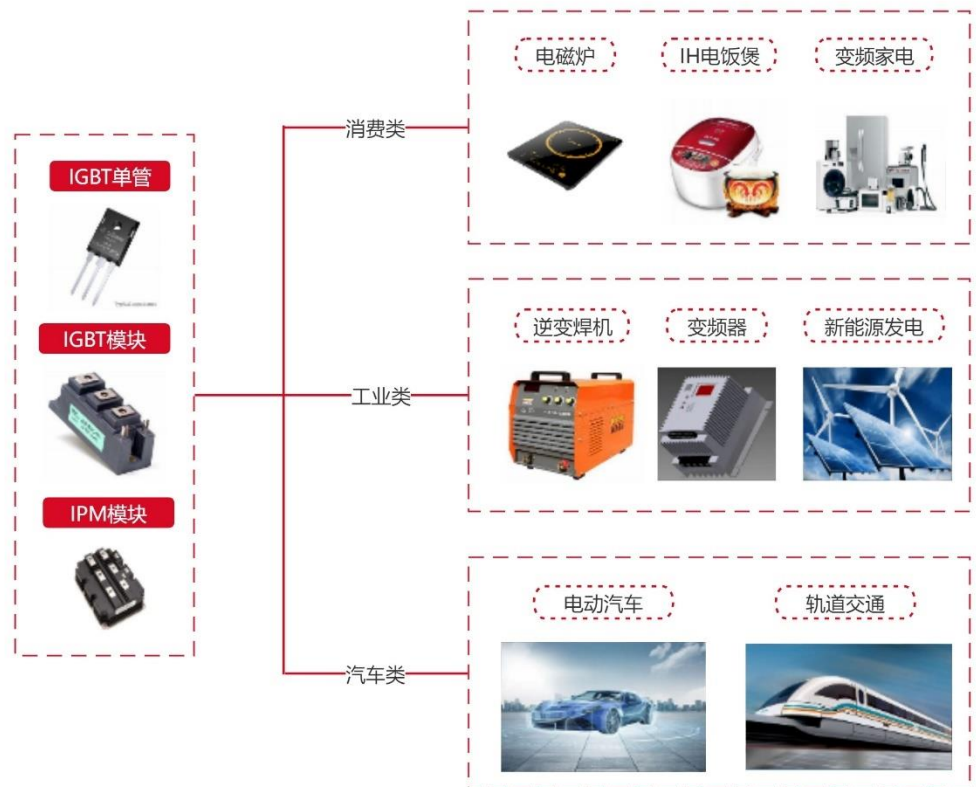 IGBT单管
IGBT模块
IPM模块
消费类
工业类
汽车类
电磁炉
IH电饭煲
变频家电
逆变焊机
变频器
新能源发电
电动汽车
轨道交通